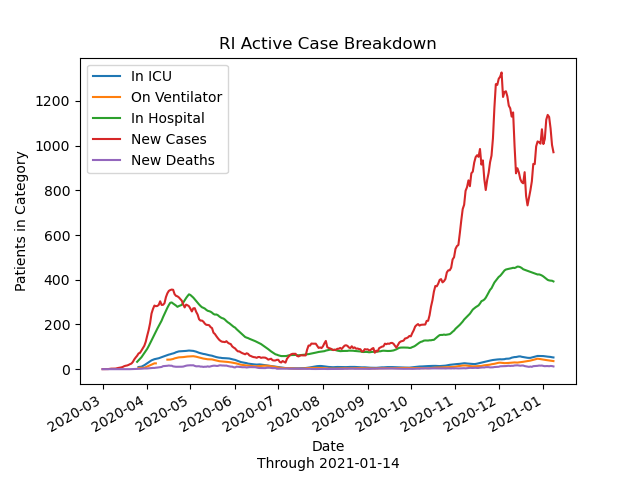 RI Active Case Breakdown
In ICU
On Ventilator
In Hospital
New Cases
New Deaths
Patients in Category
1200
1000
800
600
400
200
0
2020-03
2020-04
2020-05
2020-06
2020-07
2020-08
2020-09
2020-10
2020-11
2020-12
2021-01
Date
Through 2021-01-14